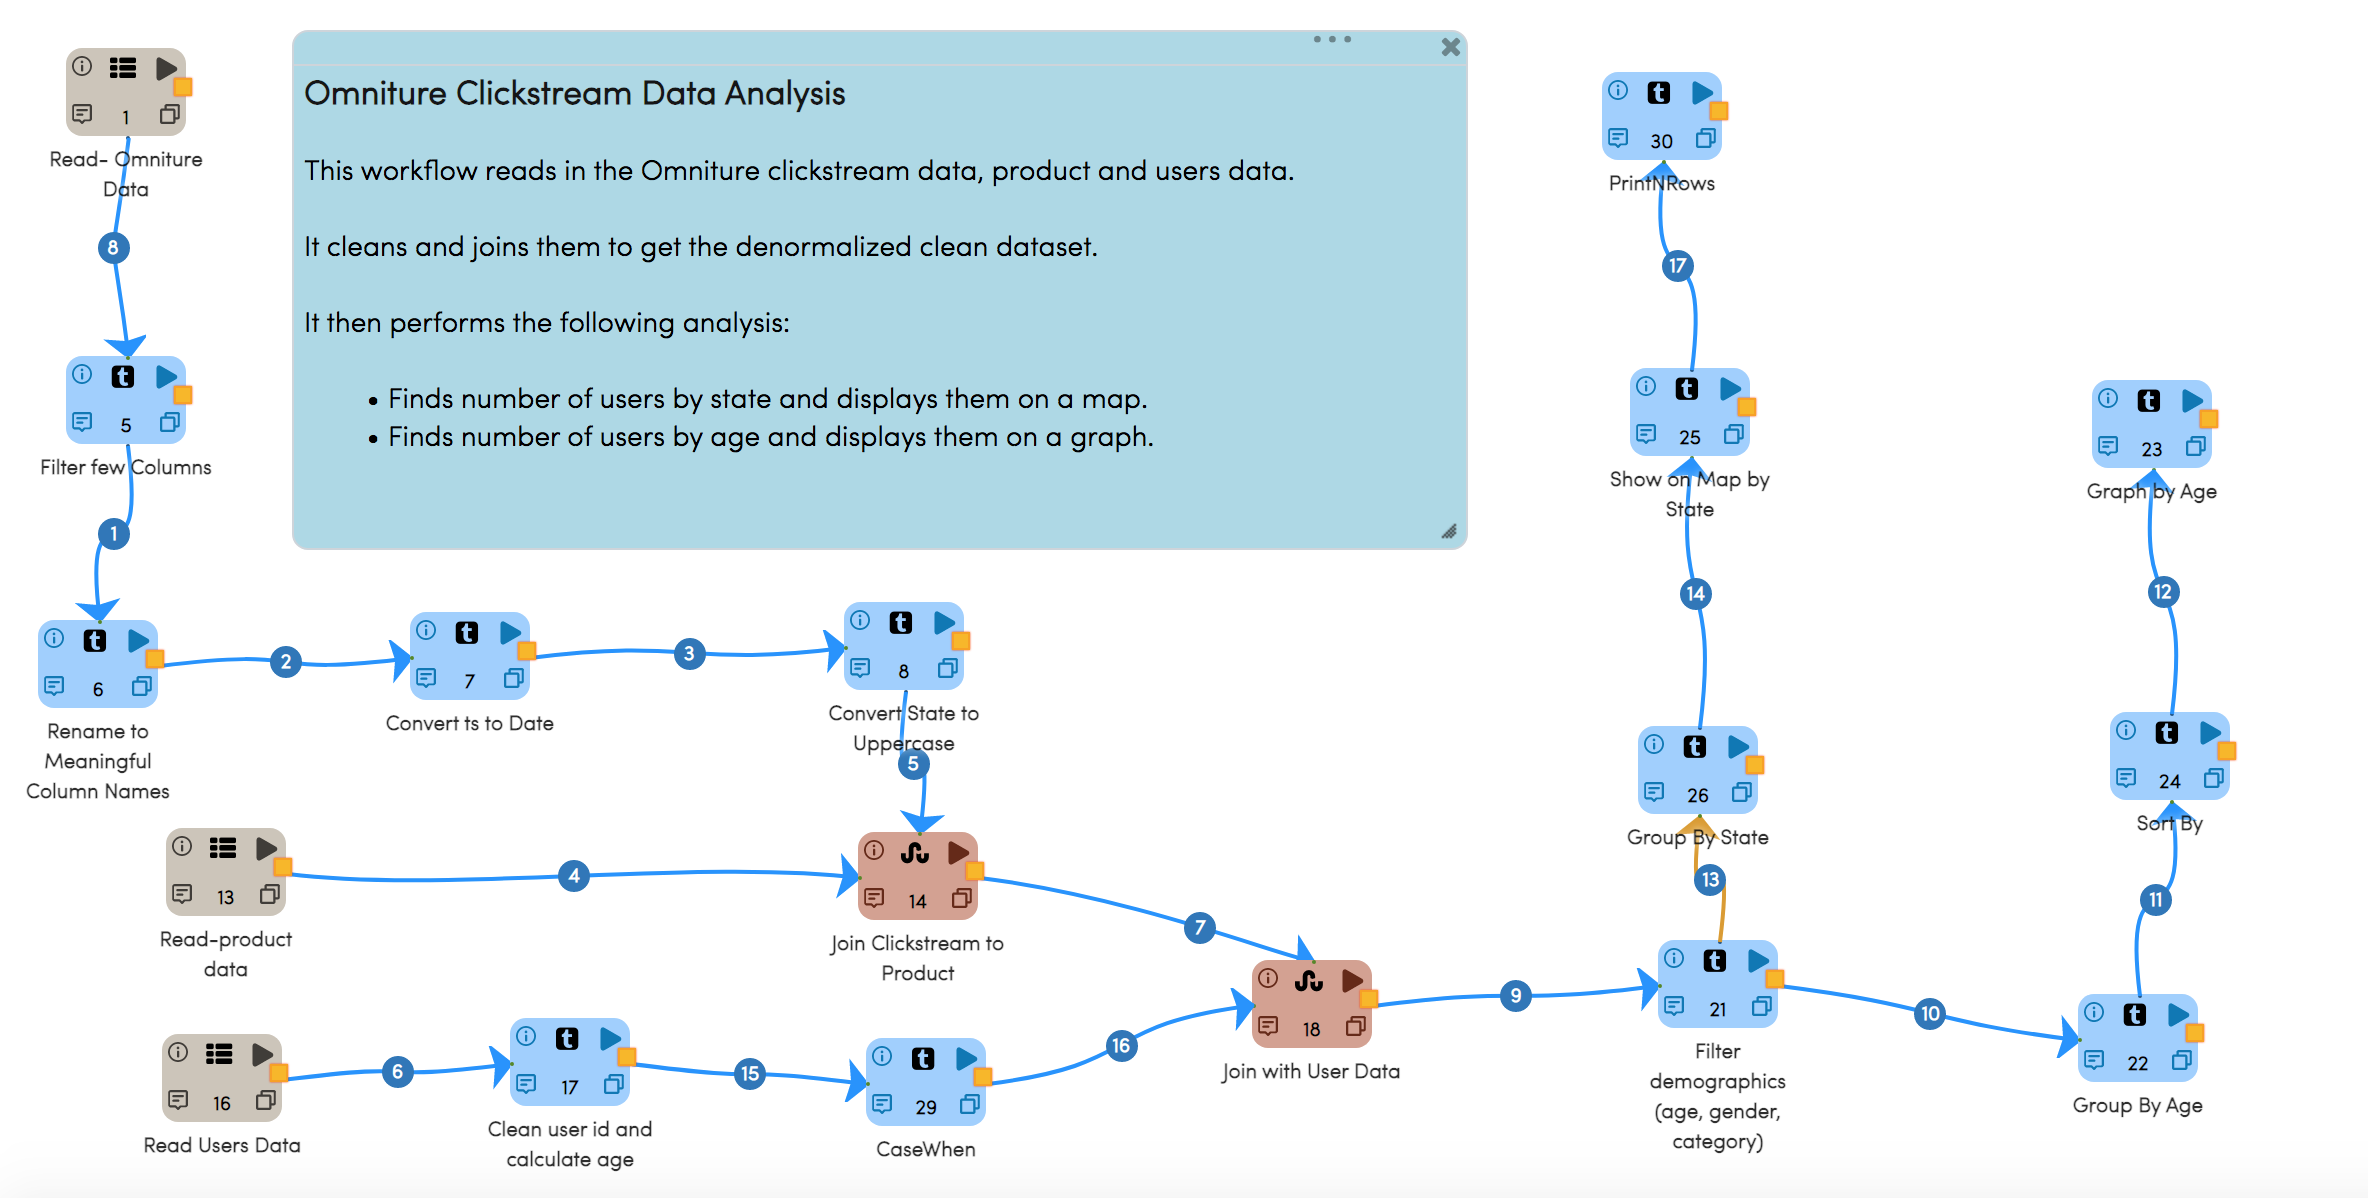 1
Read- Omniture
Data
8
t
5
Filter few Columns
1
t
6
Rename to
Meaningful
Column Names
2
t
7
Convert ts to Date
3
t
8
Convert State to
Uppercase
5
Omniture Clickstream Data Analysis
This workflow reads in the Omniture clickstream data, product and users data.
It cleans and joins them to get the denormalized clean dataset.
It then performs the following analysis:
• Finds number of users by state and displays them on a map.
• Finds number of users by age and displays them on a graph.
13
Read-product
data
4
14
Join Clickstream to
Product
7
16
Read Users Data
6
t
17
Clean user id and
calculate age
15
t
29
CaseWhen
16
18
Join with User Data
9
t
21
Filter
demographics
(age, gender,
category)
13
t
26
Group By State
14
t
25
Show on Map by
State
17
t
30
PrintNRows
10
t
22
Group By Age
11
t
24
Sort By
12
t
23
Graph by Age